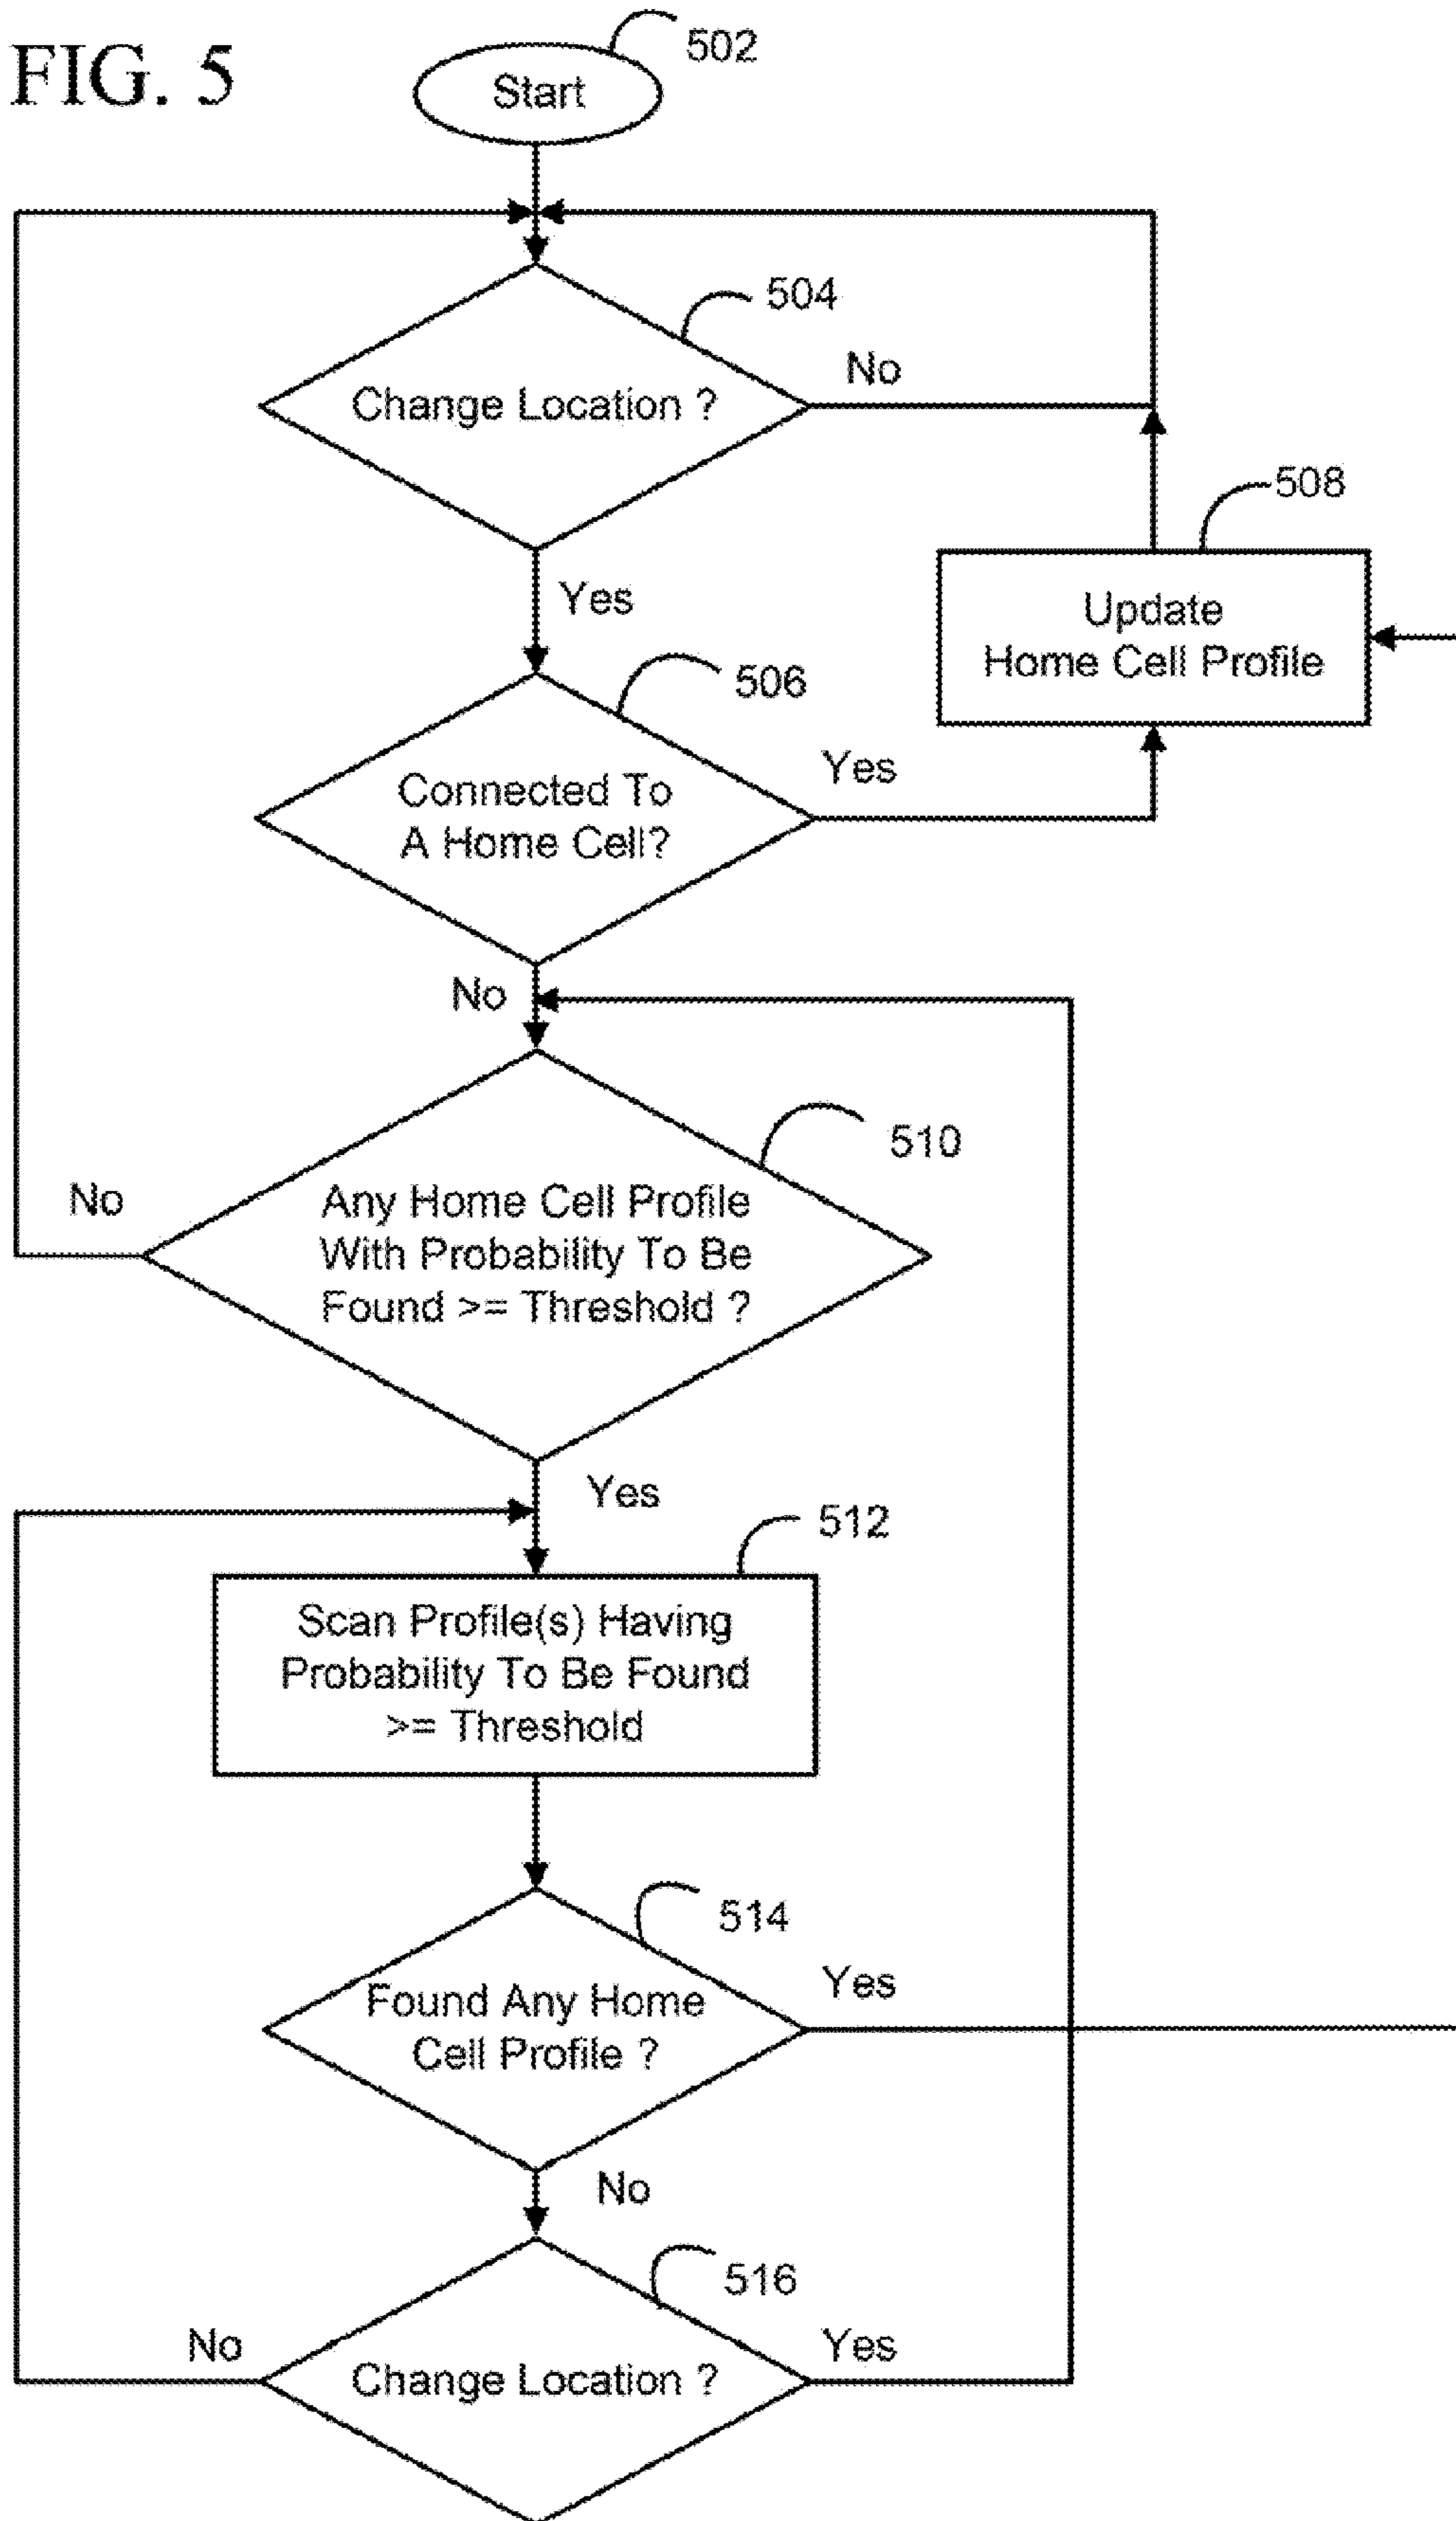 FIG. 5
502
Start
504
Change Location ?
No
Yes
508
Update
Home Cell Profile
506
Connected To
A Home Cell?
Yes
No
510
Any Home Cell Profile
With Probability To Be
Found >= Threshold ?
No
Yes
512
Scan Profile(s) Having
Probability To Be Found
>= Threshold
514
Found Any Home
Cell Profile ?
Yes
No
516
Change Location ?
No
Yes